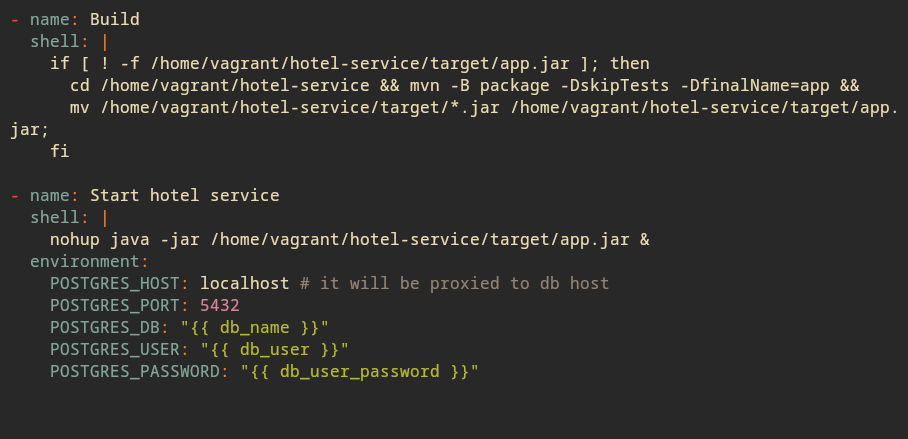 - name: Build
  shell: |
    if [ ! -f /home/vagrant/hotel-service/target/app.jar ]; then
      cd /home/vagrant/hotel-service && mvn -B package -DskipTests -DfinalName=app &&
      mv /home/vagrant/hotel-service/target/*.jar /home/vagrant/hotel-service/target/app.
jar;
    fi

- name: Start hotel service
  shell: |
    nohup java -jar /home/vagrant/hotel-service/target/app.jar &
  environment:
    POSTGRES_HOST: localhost # it will be proxied to db host
    POSTGRES_PORT: 5432
    POSTGRES_DB: "{{ db_name }}"
    POSTGRES_USER: "{{ db_user }}"
    POSTGRES_PASSWORD: "{{ db_user_password }}"